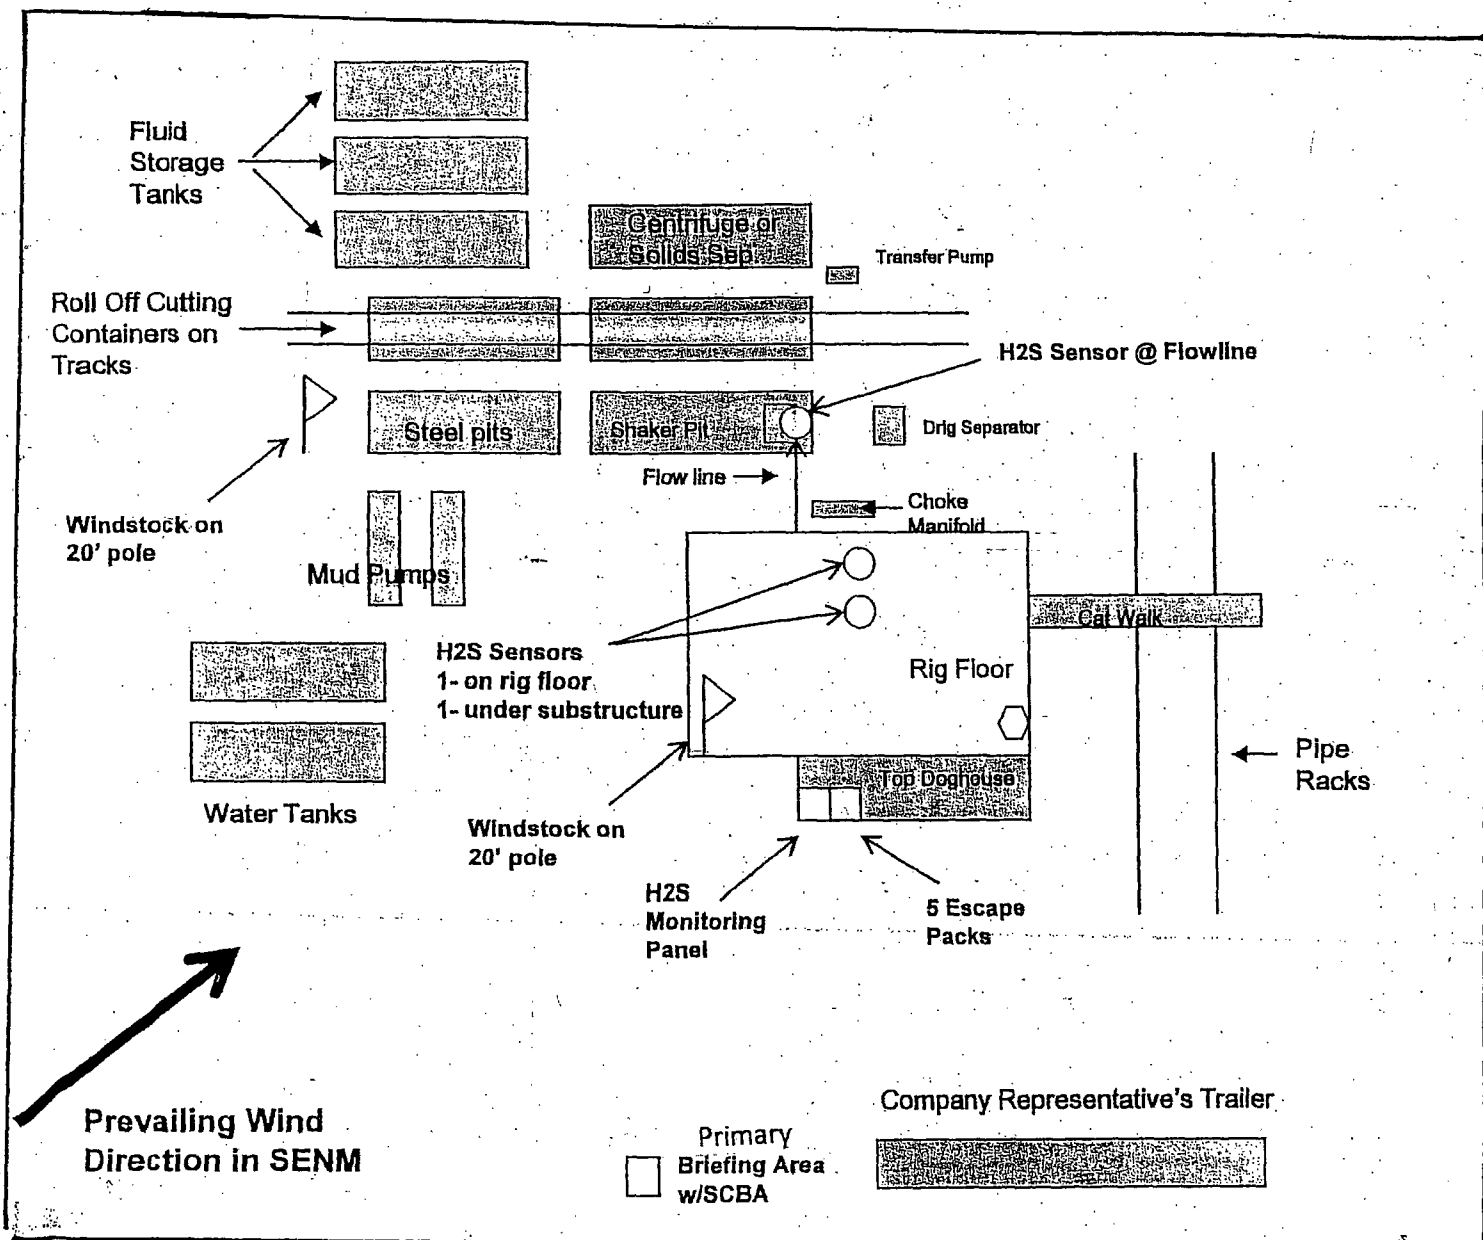 Fluid
Storage
Tanks
Centrifuge or
Solids Sep.
Transfer Pump
Roll Off Cutting
Containers on
Tracks
H2S Sensor @ Flowline
Steel pits
Shaker Pit
Drlg Separator
Flow line
Choke
Manifold
Windstock on
20' pole
Mud Pumps
Cat Walk
H2S Sensors
1- on rig floor
1- under substructure
Rig Floor
Pipe
Racks
Top Doghouse
Water Tanks
Windstock on
20' pole
H2S
Monitoring
Panel
5 Escape
Packs
Prevailing Wind
Direction in SENM
Company Representative's Trailer
Primary
Briefing Area
w/SCBA